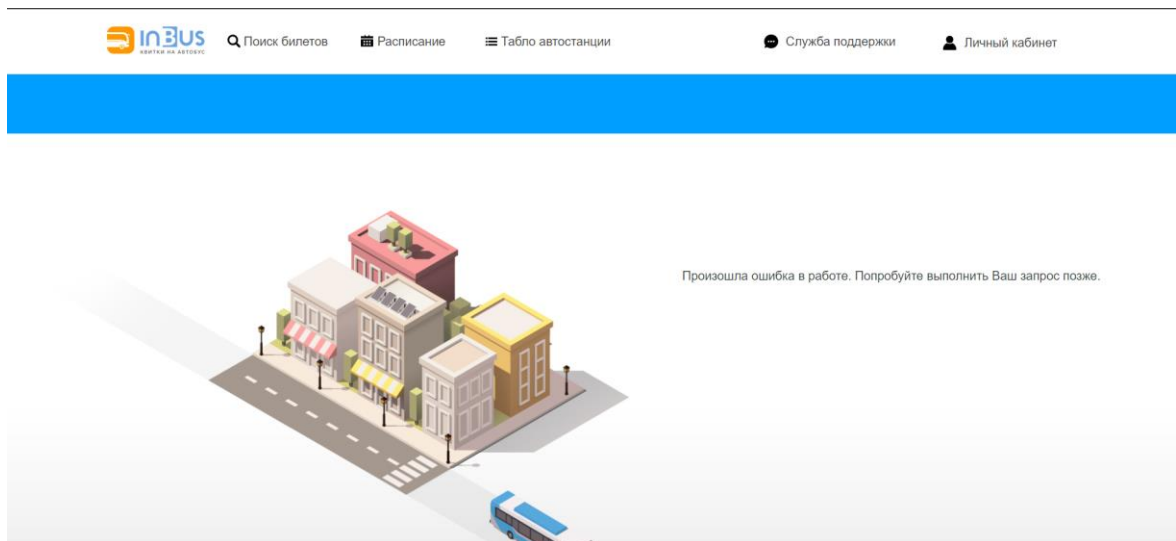 InBUS
КВИТКИ НА АВТОБУС
Поиск билетов
Расписание
Табло автостанции
Служба поддержки
Личный кабинет
Произошла ошибка в работе. Попробуйте выполнить Ваш запрос позже.